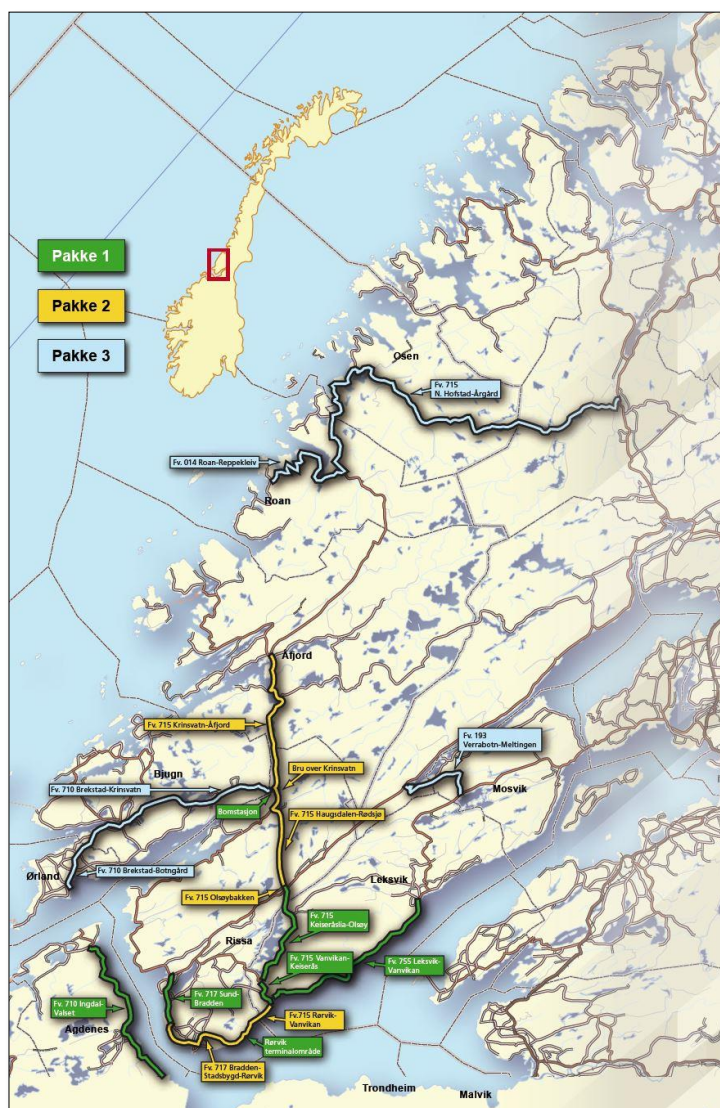 Pakke 1
Pakke 2
Pakke 3
Osen
Fv. 715
N. Hofstad-Årgård
Fv. 014 Roan-Reppekleiv
Roan
Åfjord
Fv. 715 Krinsvatn-Åfjord
Fv. 193
Verrabotn-Meltingen
Bjugn
Bru over Krinsvatn
Fv. 710 Brekstad-Krinsvatn
Mosvik
Bomstasjon
Fv. 715 Haugsdalen-Rødsjø
Ørland
Fv. 710 Brekstad-Botngård
Leksvik
Fv. 715 Olsøybakken
Fv. 715
Keiseråslia-Olsøy
Rissa
Fv. 715 Vanvikan-
Keiserås
Fv. 755 Leksvik-
Vanvikan
Fv. 717 Sund-
Bradden
Fv. 710 Ingdal-
Valset
Agdenes
Fv.715 Rørvik-
Vanvikan
Rørvik
terminalområde
Fv. 717 Bradden-
Stadsbygd-Rørvik
Trondheim
Malvik